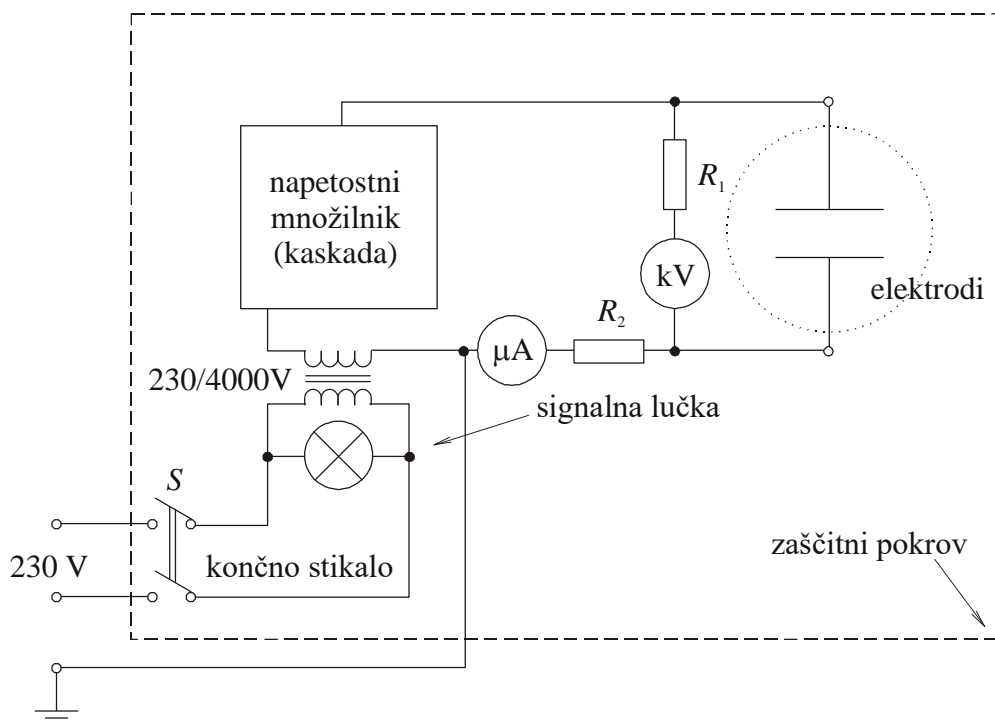 napetostni
množilnik
(kaskada)
R1
kV
elektrodi
R2
μA
230/4000V
signalna lučka
S
230 V
končno stikalo
zaščitni pokrov